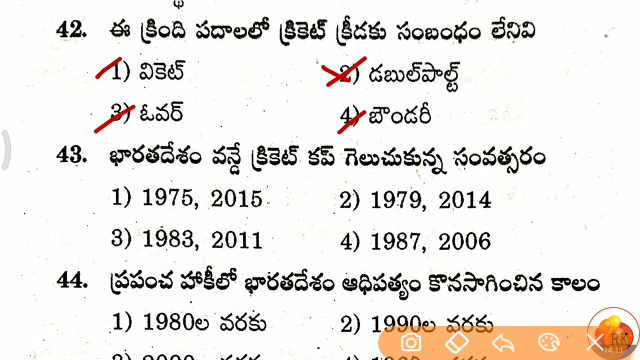 42. ఈ క్రింది పదాలలో క్రికెట్ క్రీడకు సంబంధం లేనివి
1) వికెట్ 2) డబుల్‌ఫాల్ట్
3) ఓవర్ 4) బౌండరీ
43. భారతదేశం వన్డే క్రికెట్ కప్ గెలుచుకున్న సంవత్సరం
1) 1975, 2015 2) 1979, 2014
3) 1983, 2011 4) 1987, 2006
44. ప్రపంచ హాకీలో భారతదేశం ఆధిపత్యం కొనసాగించిన కాలం
1) 1980ల వరకు 2) 1990ల వరకు